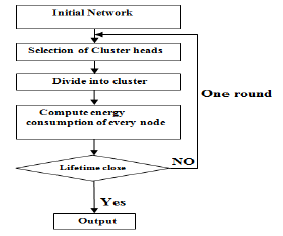 Initial Network
Selection of Cluster heads
Divide into cluster
One round
Compute energy
consumption of every node
Lifetime close
NO
Yes
Output